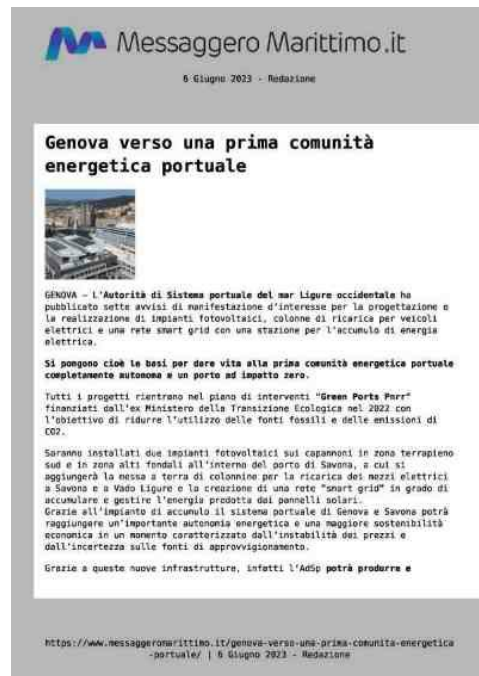 Messaggero Marittimo.it
6 Giugno 2023 - Redazione
Genova verso una prima comunità
energetica portuale
GENOVA – L'Autorità di Sistema portuale del mar Ligure occidentale ha
pubblicato sette avvisi di manifestazione d'interesse per la progettazione e
la realizzazione di impianti fotovoltaici, colonne di ricarica per veicoli
elettrici e una rete smart grid con una stazione per l'accumulo di energia
elettrica.
Si pongono cioè le basi per dare vita alla prima comunità energetica portuale
completamente autonoma e un porto ad impatto zero.
Tutti i progetti rientrano nel piano di interventi "Green Ports Pnrr"
finanziati dall'ex Ministero della Transizione Ecologica nel 2022 con
l'obiettivo di ridurre l'utilizzo delle fonti fossili e delle emissioni di
CO2.
Saranno installati due impianti fotovoltaici sui capannoni in zona terrapieno
sud e in zona alti fondali all'interno del porto di Savona, a cui si
aggiungerà la messa a terra di colonnine per la ricarica dei mezzi elettrici
a Savona e a Vado Ligure e la creazione di una rete "smart grid" in grado di
accumulare e gestire l'energia prodotta dai pannelli solari.
Grazie all'impianto di accumulo il sistema portuale di Genova e Savona potrà
raggiungere un'importante autonomia energetica e una maggiore sostenibilità
economica in un momento caratterizzato dall'instabilità dei prezzi e
dall'incertezza sulle fonti di approvvigionamento.
Grazie a queste nuove infrastrutture, infatti l'AdSp potrà produrre e
https://www.messaggeromarittimo.it/genova-verso-una-prima-comunita-energetica
-portuale/ | 6 Giugno 2023 - Redazione